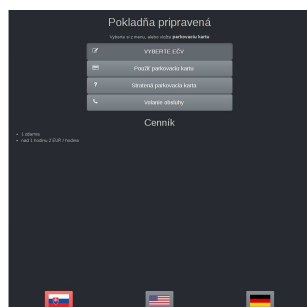 Pokladňa pripravená
Vyberte si z menu, alebo vložte parkovaciu kartu
VYBERTE EČV
Použiť parkovaciu kartu
Stratená parkovacia karta
Volanie obsluhy
Cenník
1 zdarma
nad 1 hodinu 3 EUR / hodina